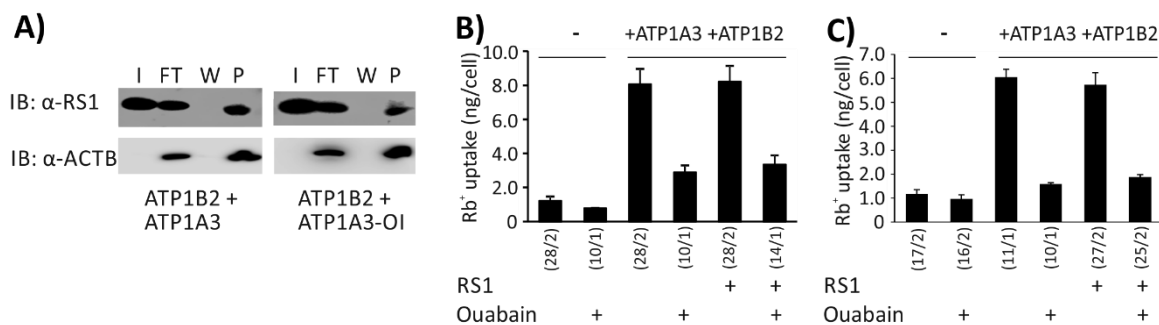 A)
I FT W P I FT W P
IB: α-RS1
IB: α-ACTB
ATP1B2 + ATP1B2 +
ATP1A3 ATP1A3-OI
B)
- +ATP1A3 +ATP1B2
Rb+ uptake (ng/cell)
10.0
8.0
6.0
4.0
2.0
0
(28/2) (10/1) (28/2) (10/1) (28/2) (14/1)
RS1 + +
Ouabain + + +
C)
- +ATP1A3 +ATP1B2
Rb+ uptake (ng/cell)
7.0
6.0
5.0
4.0
3.0
2.0
1.0
0
(17/2) (16/2) (11/1) (10/1) (27/2) (25/2)
RS1 + +
Ouabain + + +